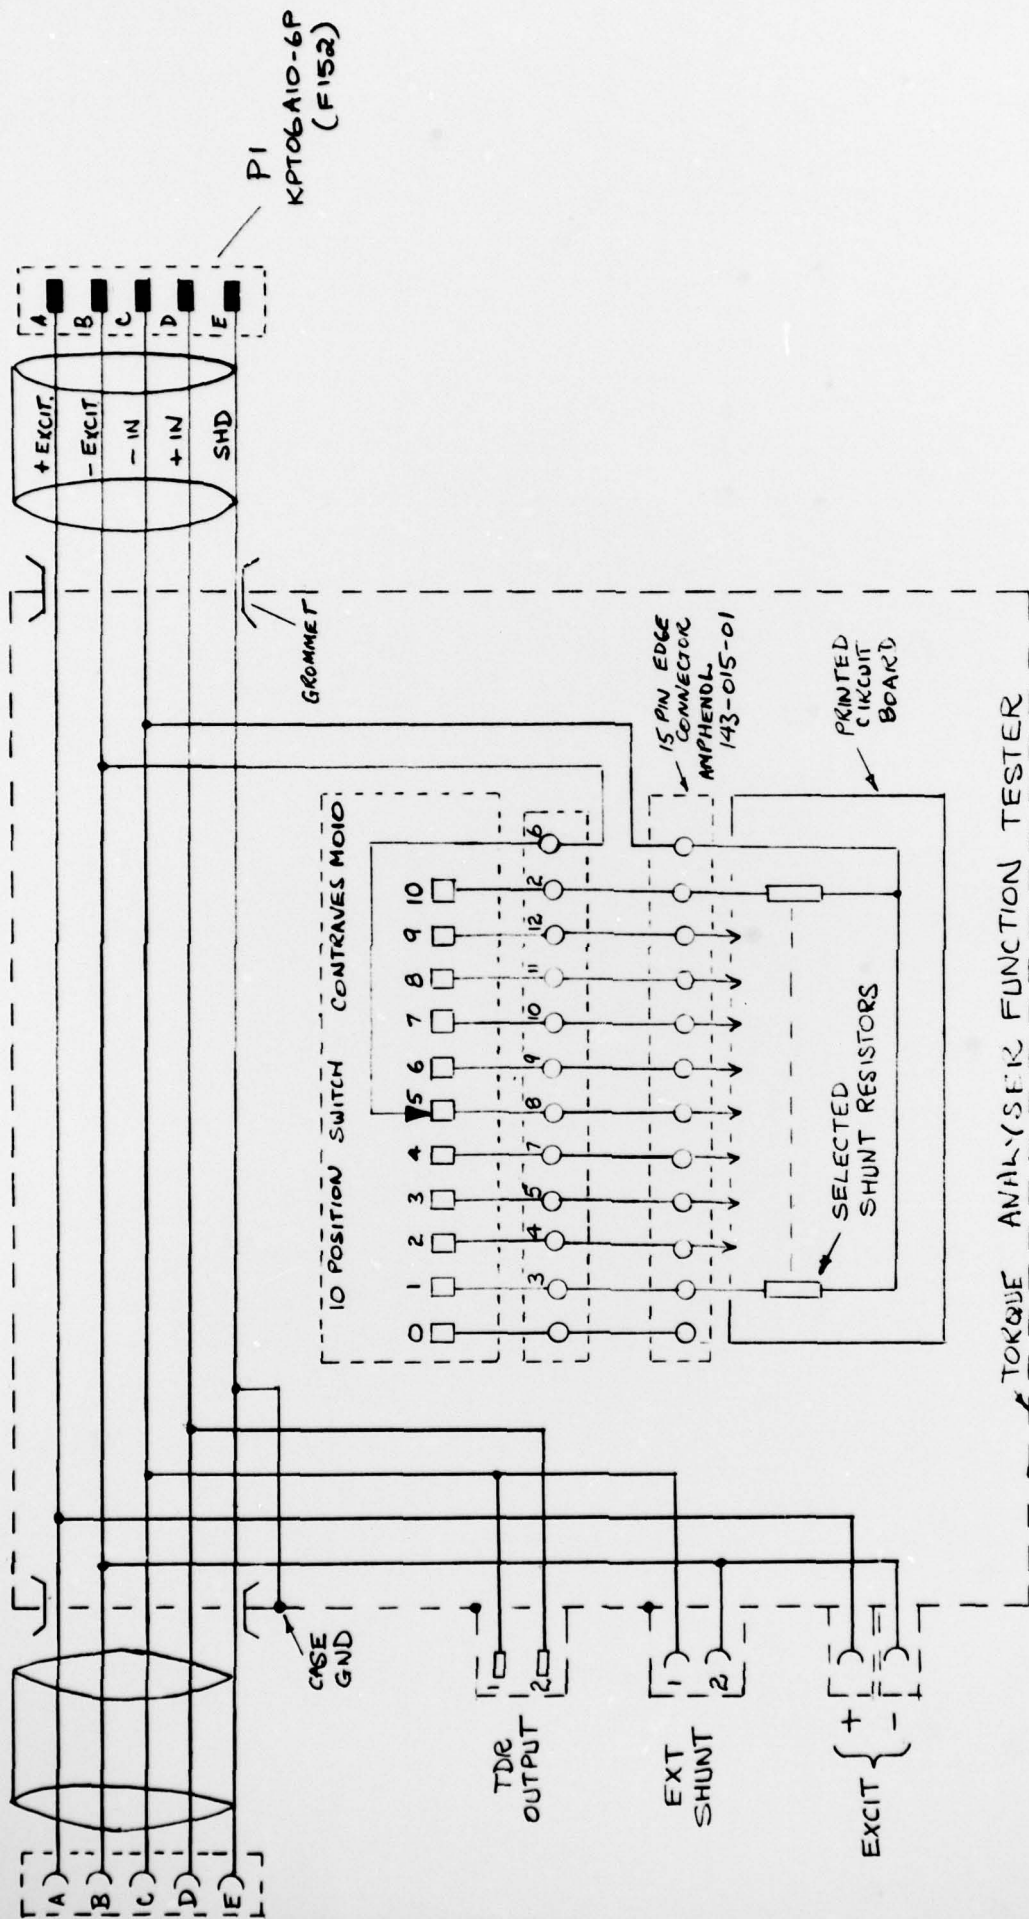 P1
KPT06A10-6P
(F152)
A
B
C
D
E
+ EXCIT.
- EXCIT
- IN
+ IN
SHD
GROMMET
10 POSITION SWITCH CONTRAVES M010
0 1 2 3 4 5 6 7 8 9 10
3 4 5 7 8 9 10 11 12 2 6
15 PIN EDGE
CONNECTOR
AMPHENOL
143-015-01
PRINTED
CIRCUIT
BOARD
SELECTED
SHUNT RESISTORS
TORQUE ANALYSER FUNCTION TESTER
CASE
GND
TDR
OUTPUT
1
2
EXT
SHUNT
1
2
EXCIT { + -
A
B
C
D
E